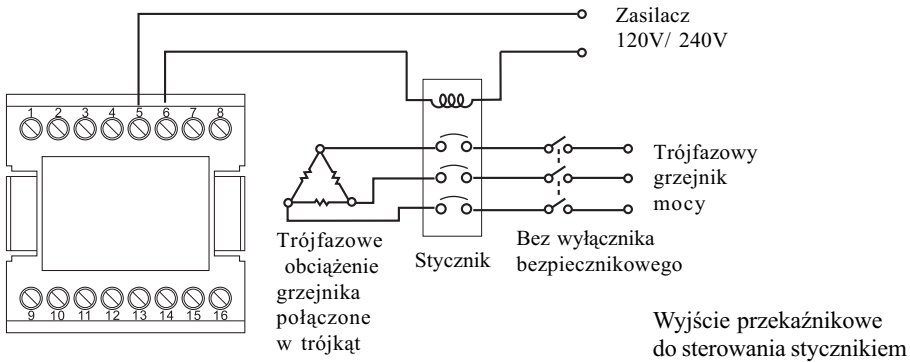 Zasilacz
120V/ 240V
1 2 3 4 5 6 7 8
Trójfazowy
grzejnik
mocy
Trójfazowe
obciążenie
grzejnika
połączone
w trójkąt
Stycznik
Bez wyłącznika
bezpiecznikowego
9 10 11 12 13 14 15 16
Wyjście przekaźnikowe
do sterowania stycznikiem